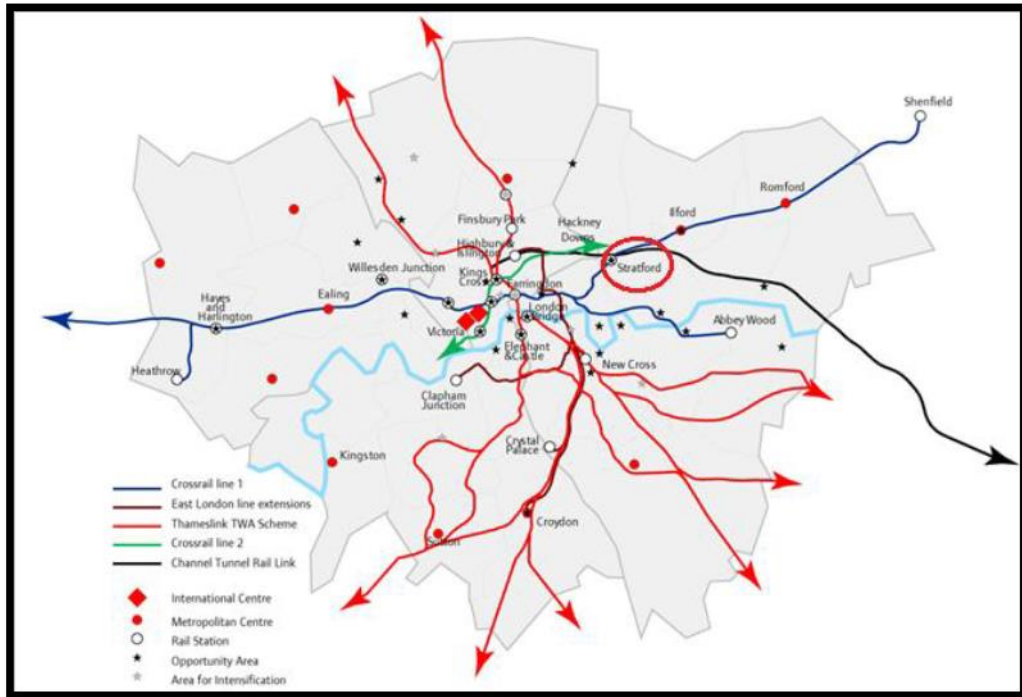 Shenfield
Romford
Ilford
Hackney
Downs
Finsbury Park
Highbury &
Islington
Stratford
Willesden Junction
Kings
Cross
Farringdon
Ealing
Hayes
and
Harlington
London
Bridge
Victoria
Abbey Wood
Elephant
&Castle
New Cross
Heathrow
Clapham
Junction
Crystal
Palace
Kingston
Croydon
Sutton
Crossrail line 1
East London line extensions
Thameslink TWA Scheme
Crossrail line 2
Channel Tunnel Rail Link
International Centre
Metropolitan Centre
Rail Station
Opportunity Area
Area for Intensification